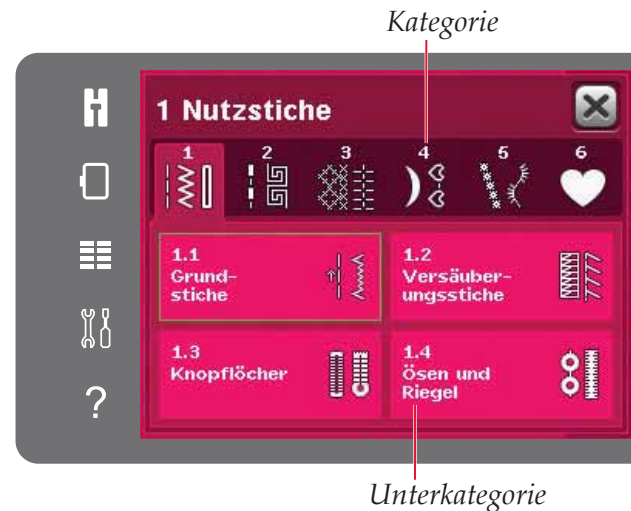 Kategorie
1 Nutzstiche
1 2 3 4 5 6
1.1
Grund-
stiche
1.2
Versäuber-
ungsstiche
1.3
Knopflöcher
1.4
Ösen und
Riegel
?
Unterkategorie